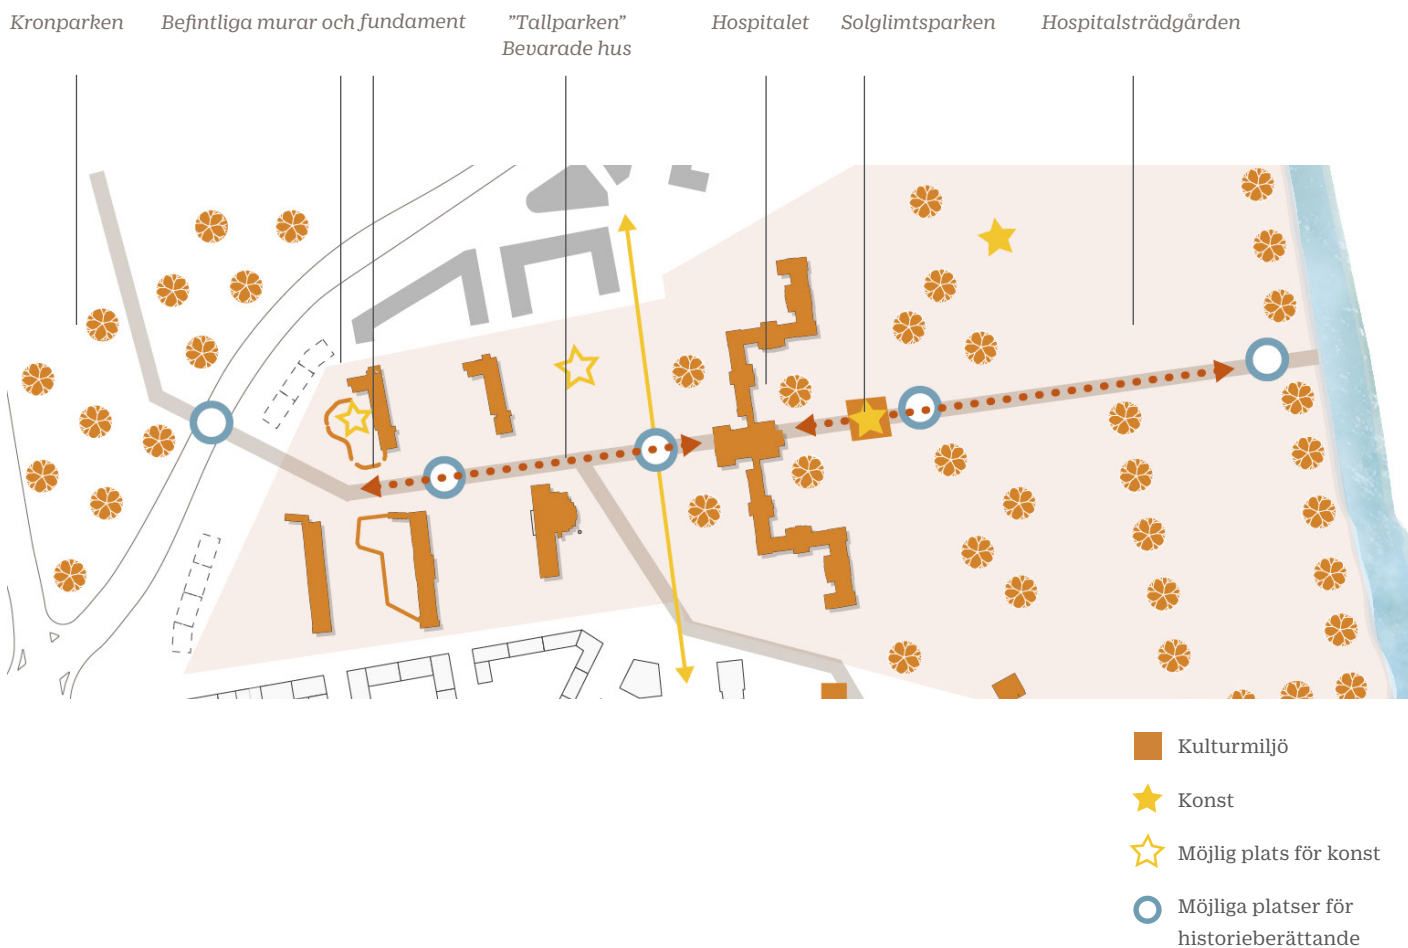 Kronparken
Befintliga murar och fundament
”Tallparken”
Bevarade hus
Hospitalet
Solglimtsparken
Hospitalsträdgården
Kulturmiljö
Konst
Möjlig plats för konst
Möjliga platser för
historieberättande